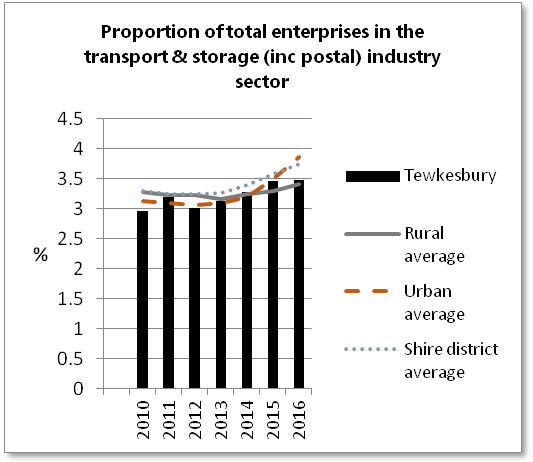 Proportion of total enterprises in the
transport & storage (inc postal) industry
sector
4.5
4
3.5
3
2.5
2
1.5
1
0.5
0
%
2010
2011
2012
2013
2014
2015
2016
Tewkesbury
Rural
average
Urban
average
Shire district
average